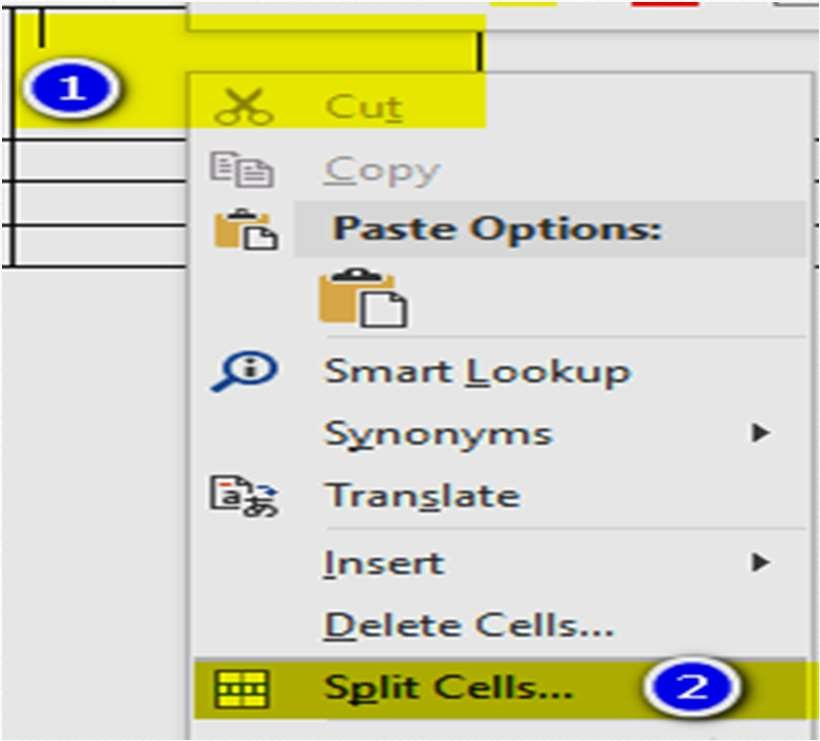 1
Cut
Copy
Paste Options:
Smart Lookup
Synonyms
Translate
Insert
Delete Cells...
Split Cells... 2